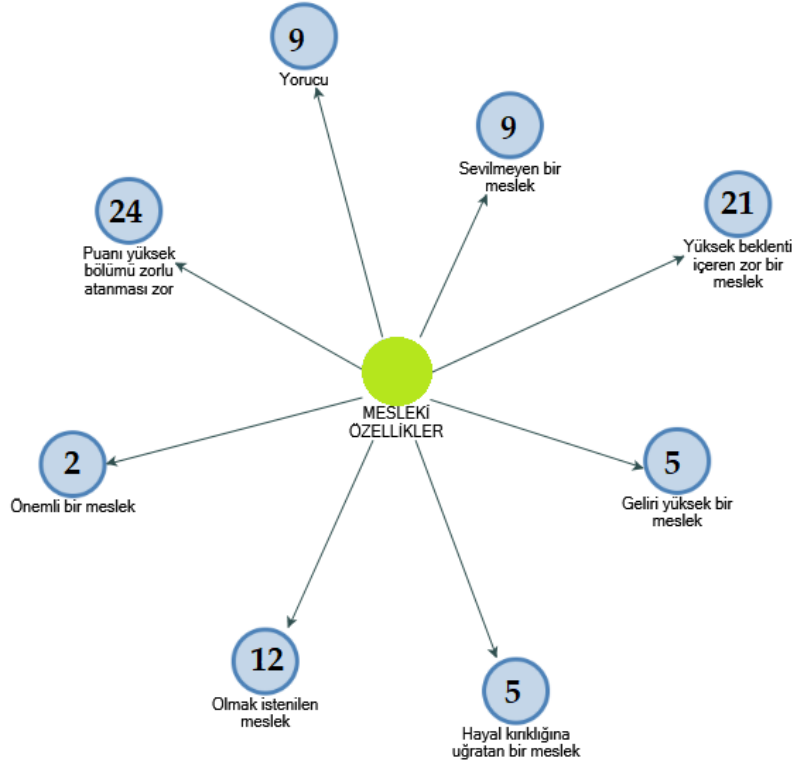 9
Yorucu
9
Sevilmeyen bir
meslek
24
Puanı yüksek
bölümü zorlu
atanması zor
21
Yüksek beklenti
içeren zor bir
meslek
MESLEKİ
ÖZELLİKLER
2
Önemli bir meslek
5
Geliri yüksek bir
meslek
12
Olmak istenilen
meslek
5
Hayal kırıklığına
uğratan bir meslek